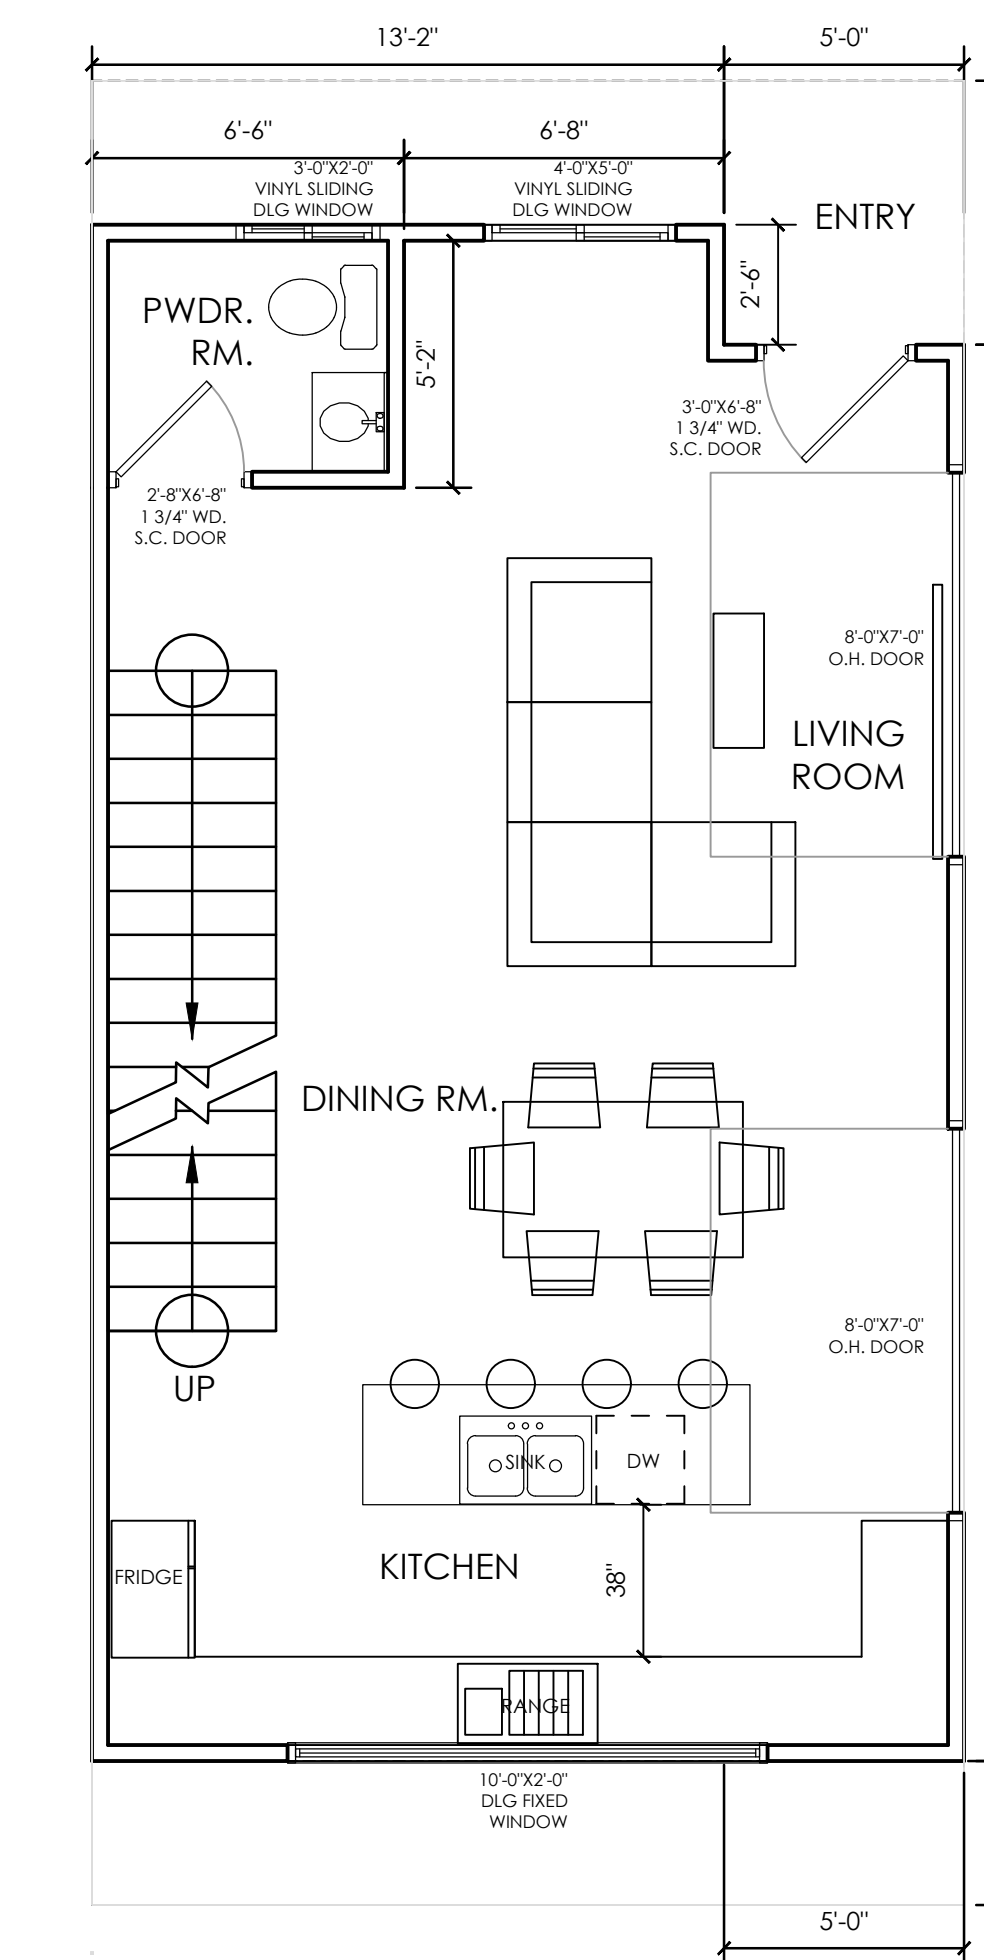 13'-2"
5'-0"
6'-6"
6'-8"
3'-0"X2'-0"
VINYL SLIDING
DLG WINDOW
4'-0"X5'-0"
VINYL SLIDING
DLG WINDOW
ENTRY
2'-6"
PWDR.
RM.
5'-2"
3'-0"X6'-8"
1 3/4" WD.
S.C. DOOR
2'-8"X6'-8"
1 3/4" WD.
S.C. DOOR
8'-0"X7'-0"
O.H. DOOR
LIVING
ROOM
DINING RM.
8'-0"X7'-0"
O.H. DOOR
UP
SINK
DW
KITCHEN
FRIDGE
38"
RANGE
10'-0"X2'-0"
DLG FIXED
WINDOW
5'-0"